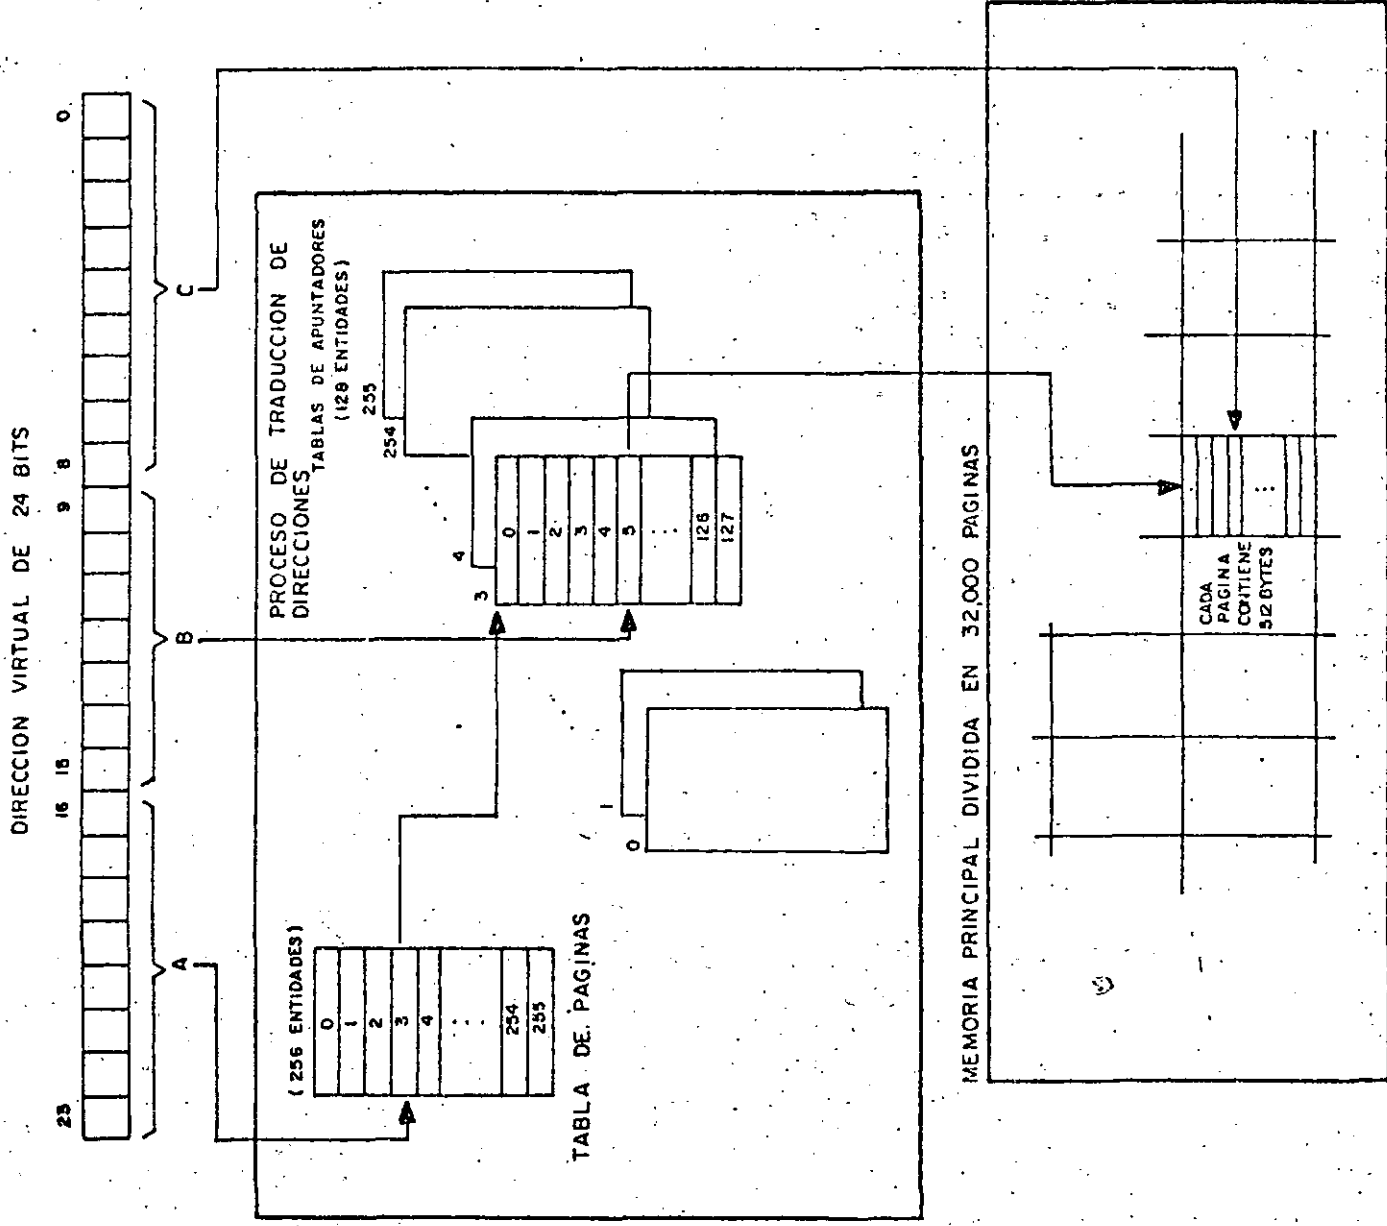 DIRECCION VIRTUAL DE 24 BITS
23 16 15 9 8 0
A B C
PROCESO DE TRADUCCION DE
DIRECCIONES
TABLAS DE APUNTADORES
(128 ENTIDADES)
(256 ENTIDADES)
0
1
2
3
4
...
254
255
TABLA DE PAGINAS
0
1
3
4
254
255
0
1
2
3
4
5
...
126
127
MEMORIA PRINCIPAL DIVIDIDA EN 32,000 PAGINAS
CADA
PAGINA
CONTIENE
512 BYTES